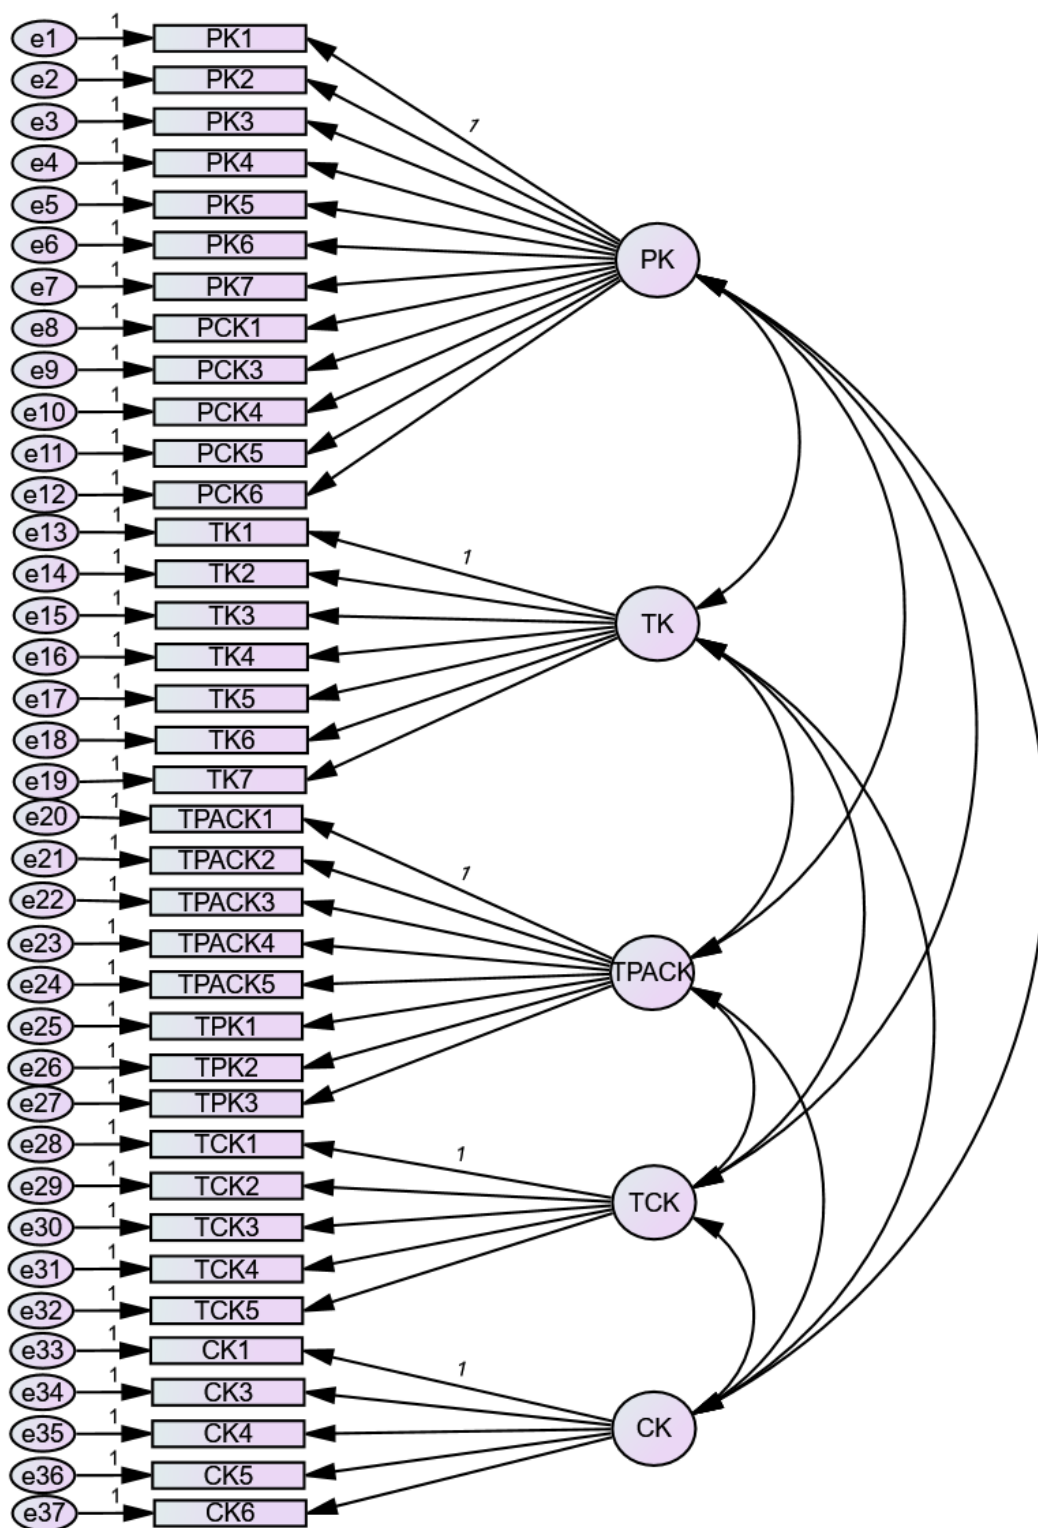 e1 1 PK1
e2 1 PK2
e3 1 PK3 1
e4 1 PK4
e5 1 PK5
e6 1 PK6 PK
e7 1 PK7
e8 1 PCK1
e9 1 PCK3
e10 1 PCK4
e11 1 PCK5
e12 1 PCK6
e13 1 TK1 1
e14 1 TK2
e15 1 TK3 TK
e16 1 TK4
e17 1 TK5
e18 1 TK6
e19 1 TK7
e20 1 TPACK1
e21 1 TPACK2 1
e22 1 TPACK3
e23 1 TPACK4
e24 1 TPACK5 TPACK
e25 1 TPK1
e26 1 TPK2
e27 1 TPK3
e28 1 TCK1 1
e29 1 TCK2 TCK
e30 1 TCK3
e31 1 TCK4
e32 1 TCK5
e33 1 CK1 1
e34 1 CK3
e35 1 CK4 CK
e36 1 CK5
e37 1 CK6